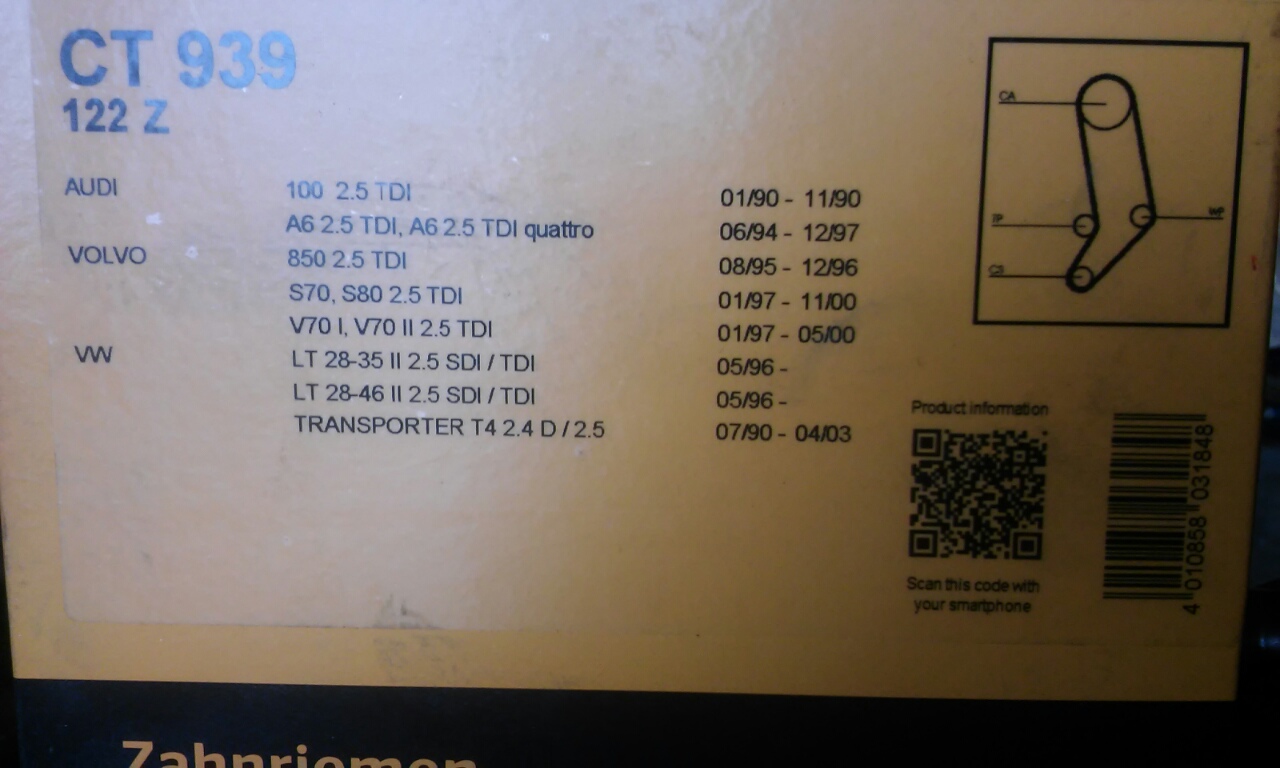 CT 939
122 Z
AUDI 100 2.5 TDI 01/90 - 11/90
A6 2.5 TDI, A6 2.5 TDI quattro 06/94 - 12/97
VOLVO 850 2.5 TDI 08/95 - 12/96
S70, S80 2.5 TDI 01/97 - 11/00
V70 I, V70 II 2.5 TDI 01/97 - 05/00
VW LT 28-35 II 2.5 SDI / TDI 05/96 -
LT 28-46 II 2.5 SDI / TDI 05/96 -
TRANSPORTER T4 2.4 D / 2.5 07/90 - 04/03
CA
IP
WP
CS
Product information
Scan this code with
your smartphone
4 010858 031848
Zahnriemen